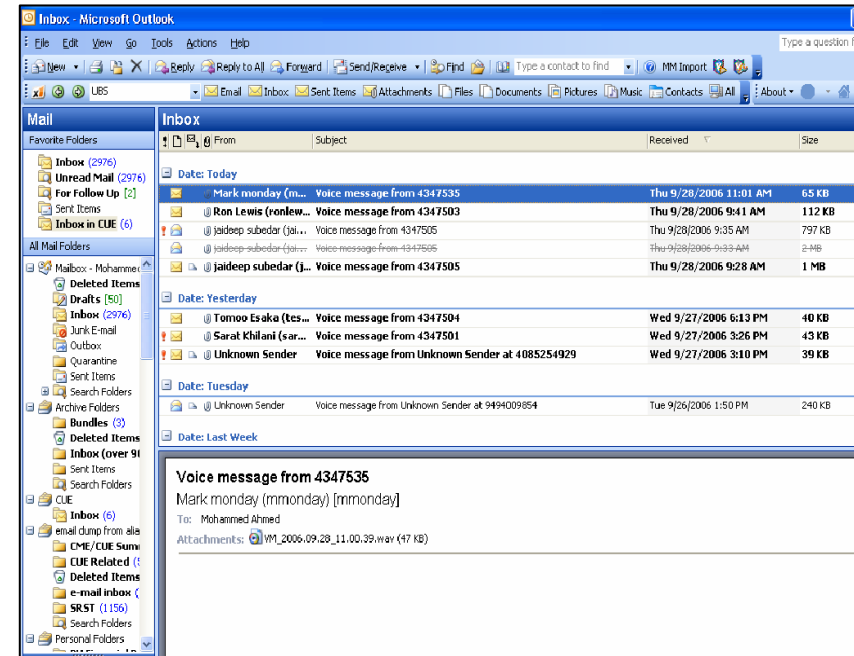 Inbox - Microsoft Outlook
File Edit View Go Tools Actions Help Type a question f
New Reply Reply to All Forward Send/Receive Find Type a contact to find MM Import
UBS Email Inbox Sent Items Attachments Files Documents Pictures Music Contacts All About
Mail
Favorite Folders
Inbox (2976)
Unread Mail (2976)
For Follow Up [2]
Sent Items
Inbox in CUE (6)
All Mail Folders
Mailbox - Mohammed
Deleted Items
Drafts [50]
Inbox (2976)
Junk E-mail
Outbox
Quarantine
Sent Items
Search Folders
Archive Folders
Bundles (3)
Deleted Items
Inbox (over 9
Sent Items
Search Folders
CUE
Inbox (6)
email dump from alia
CME/CUE Sum
CUE Related (
Deleted Items
e-mail inbox (
SRST (1156)
Search Folders
Personal Folders
Inbox
From Subject Received Size
Date: Today
Mark monday (m... Voice message from 4347535 Thu 9/28/2006 11:01 AM 65 KB
Ron Lewis (ronlew... Voice message from 4347503 Thu 9/28/2006 9:41 AM 112 KB
jaideep subedar (jai... Voice message from 4347505 Thu 9/28/2006 9:35 AM 797 KB
jaideep subedar (jai... Voice message from 4347505 Thu 9/28/2006 9:33 AM 2 MB
jaideep subedar (j... Voice message from 4347505 Thu 9/28/2006 9:28 AM 1 MB
Date: Yesterday
Tomoo Esaka (tes... Voice message from 4347504 Wed 9/27/2006 6:13 PM 40 KB
Sarat Khilani (sar... Voice message from 4347501 Wed 9/27/2006 3:26 PM 43 KB
Unknown Sender Voice message from Unknown Sender at 4085254929 Wed 9/27/2006 3:10 PM 39 KB
Date: Tuesday
Unknown Sender Voice message from Unknown Sender at 9494009854 Tue 9/26/2006 1:50 PM 240 KB
Date: Last Week
Voice message from 4347535
Mark monday (mmonday) [mmonday]
To: Mohammed Ahmed
Attachments: VM_2006.09.28_11.00.39.wav (47 KB)